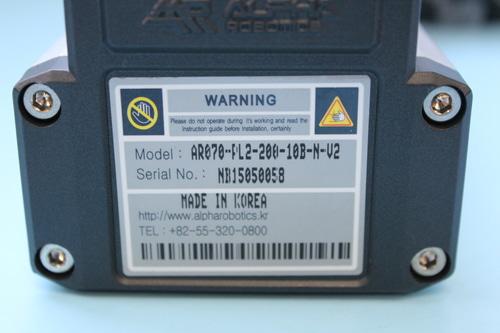 ROBOTICS
WARNING
Please do not operate during it's working and read the
instruction guide before installation, certainly
Model : AR070-PL2-200-10B-N-V2
Serial No. : NB15050058
MADE IN KOREA
http://www.alpharobotics.kr
TEL : +82-55-320-0800